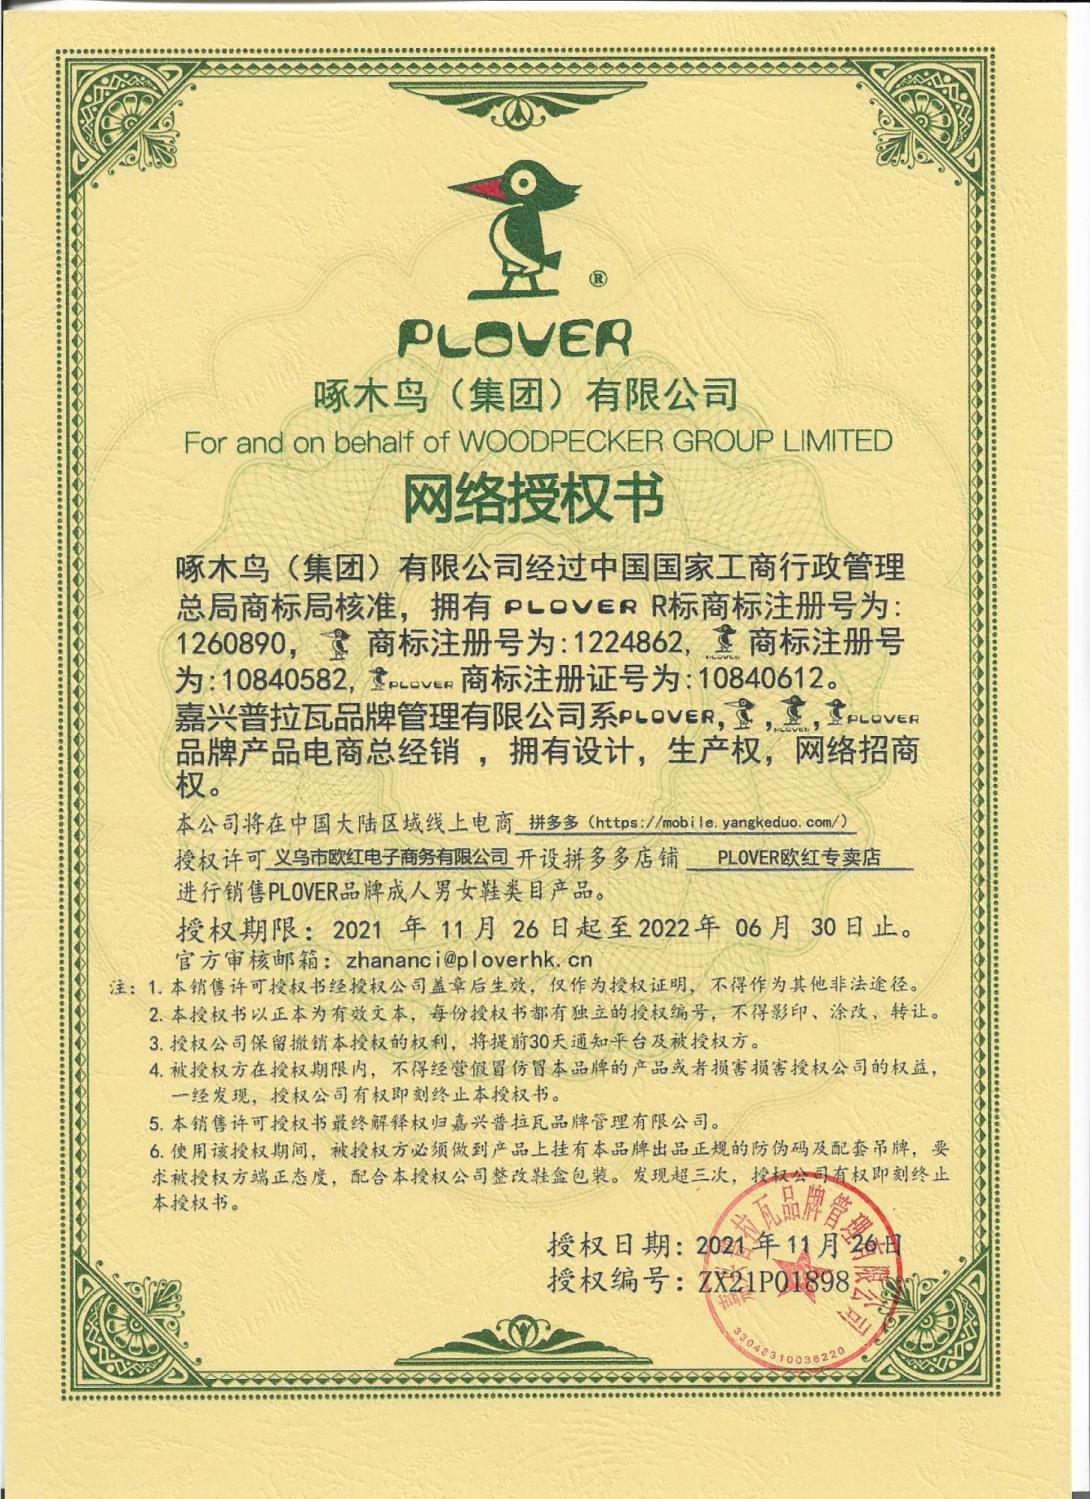 ®
PLOVER
啄木鸟（集团）有限公司
For and on behalf of WOODPECKER GROUP LIMITED
网络授权书
啄木鸟（集团）有限公司经过中国国家工商行政管理
总局商标局核准，拥有 PLOVER R标商标注册号为:
1260890, 商标注册号为:1224862, PLOVER 商标注册号
为:10840582, PLOVER 商标注册证号为:10840612。
嘉兴普拉瓦品牌管理有限公司系PLOVER, , PLOVER, PLOVER
品牌产品电商总经销 ，拥有设计，生产权，网络招商
权。
本公司将在中国大陆区域线上电商 拼多多（https://mobile.yangkeduo.com/）
授权许可 义乌市欧红电子商务有限公司 开设拼多多店铺 PLOVER欧红专卖店
进行销售PLOVER品牌成人男女鞋类目产品。
授权期限: 2021 年 11 月 26 日起至 2022 年 06 月 30 日止。
官方审核邮箱: zhananci@ploverhk.cn
注: 1. 本销售许可授权书经授权公司盖章后生效，仅作为授权证明，不得作为其他非法途径。
2. 本授权书以正本为有效文本，每份授权书都有独立的授权编号，不得影印、涂改、转让。
3. 授权公司保留撤销本授权的权利，将提前30天通知平台及被授权方。
4. 被授权方在授权期限内，不得经营假冒仿冒本品牌的产品或者损害损害授权公司的权益，
一经发现，授权公司有权即刻终止本授权书。
5. 本销售许可授权书最终解释权归嘉兴普拉瓦品牌管理有限公司。
6. 使用该授权期间，被授权方必须做到产品上挂有本品牌出品正规的防伪码及配套吊牌，要
求被授权方端正态度，配合本授权公司整改鞋盒包装。发现超三次，授权公司有权即刻终止
本授权书。
授权日期: 2021 年 11 月 26日
授权编号: ZX21P01898
嘉兴普拉瓦品牌管理有限公司
33048310036220